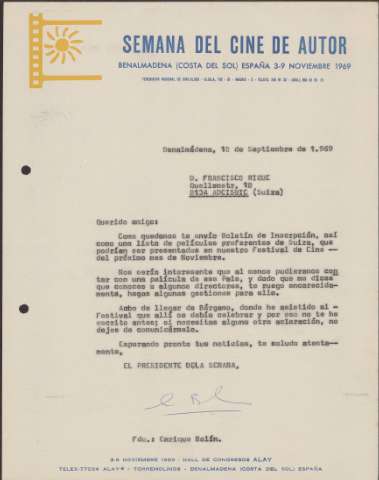 SEMANA DEL CINE DE AUTOR
BENALMADENA (COSTA DEL SOL) ESPAÑA 3-9 NOVIEMBRE 1969
Benalmádena, 10 de Septiembre de 1.969
D. FRANCISCO
8134 ADLISWIL (Suiza)
Querido amigo:
Como quedamos te envío Boletín de Inscrpción, así
como una lista de películas preferentes de Suiza, que
podrían ser presentadas en nuestro Festival de Cine --
del próximo mes de Noviembre.
Nos sería interesante que al menos pudieramos con
tar con una película de ese País, y dado que me dices
que conoces a algunos directores, te ruego encarecida-
mente, hagas algunas gestiones para ello.
Acabo de llegar de Bérgamo, donde he asistido al -
Festival que allí se debía celebrar y por eso no te he
escrito antes; si necesitas alguna otra aclaración, no
dejes de comunicármelo.
Esperando pronto tus noticias, te saluda atenta--
mente,
EL PRESIDENTE DE LA SEMANA,
Fdo.: Enrique Bolín.
3-9 NOVIEMBRE 1969 - HALL DE CONGRESOS ALAY
TELEX-77034 ALAY-E - TORREMOLINOS - BENALMADENA (COSTA DEL SOL) ESPAÑA